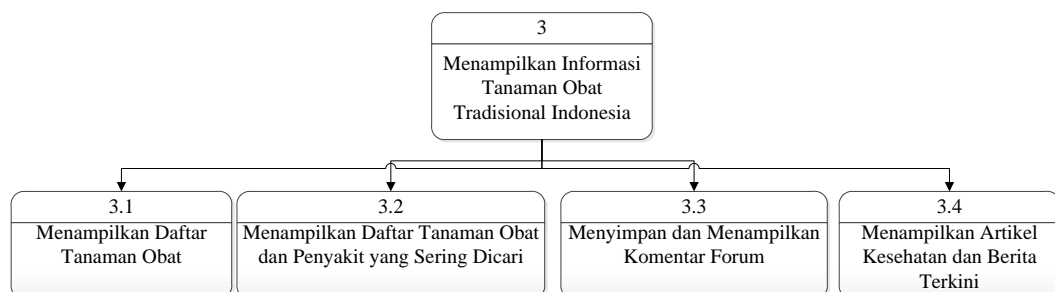 3
Menampilkan Informasi
Tanaman Obat
Tradisional Indonesia
3.1
Menampilkan Daftar
Tanaman Obat
3.2
Menampilkan Daftar Tanaman Obat
dan Penyakit yang Sering Dicari
3.3
Menyimpan dan Menampilkan
Komentar Forum
3.4
Menampilkan Artikel
Kesehatan dan Berita
Terkini